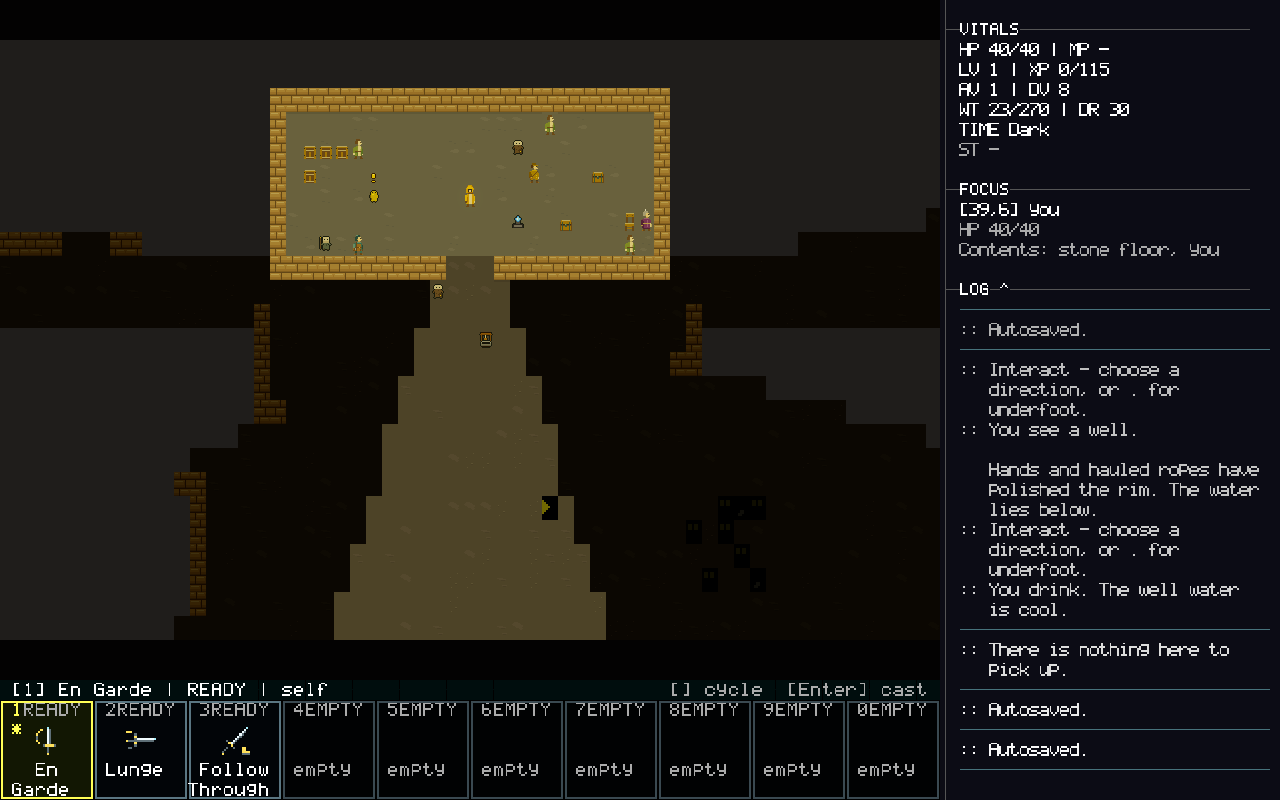 VITALS
HP 40/40 | MP -
LV 1 | XP 0/115
AV 1 | DV 8
WT 23/270 | DR 30
TIME Dark
ST -
FOCUS
[39,6] You
HP 40/40
Contents: stone floor, You
LOG ^
:: Autosaved.
:: Interact - choose a
direction, or . for
underfoot.
:: You see a well.
Hands and hauled ropes have
polished the rim. The water
lies below.
:: Interact - choose a
direction, or . for
underfoot.
:: You drink. The well water
is cool.
:: There is nothing here to
pick up.
:: Autosaved.
:: Autosaved.
[1] En Garde | READY | self
[] cycle [Enter] cast
1READY 2READY 3READY 4EMPTY 5EMPTY 6EMPTY 7EMPTY 8EMPTY 9EMPTY 0EMPTY
*
En Lunge Follow empty empty empty empty empty empty empty
Garde Through